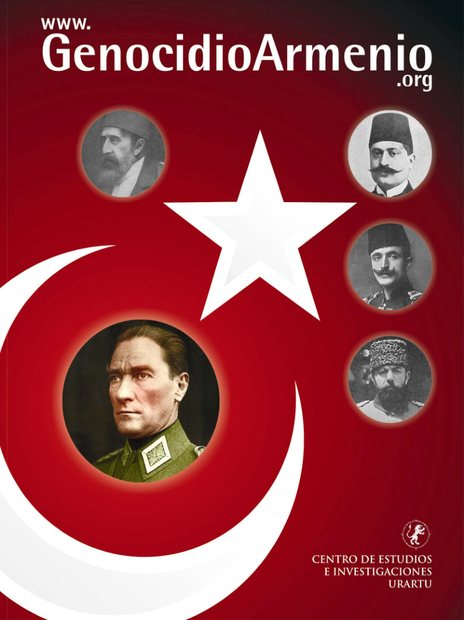 www.
GenocidioArmenio
.org
CENTRO DE ESTUDIOS
E INVESTIGACIONES
URARTU